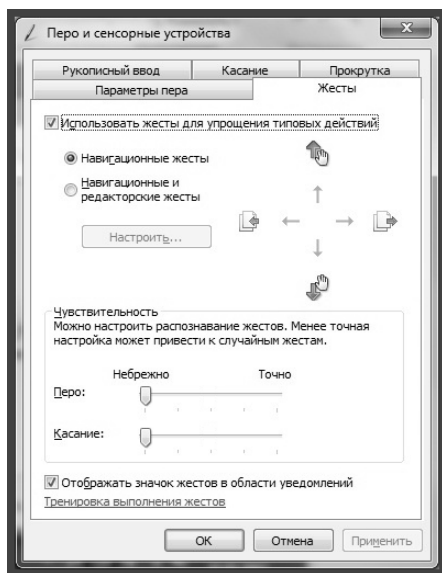 Перо и сенсорные устройства
Рукописный ввод Касание Прокрутка
Параметры пера Жесты
Использовать жесты для упрощения типовых действий
Навигационные жесты
Навигационные и
редакторские жесты
Настроить...
Чувствительность
Можно настроить распознавание жестов. Менее точная
настройка может привести к случайным жестам.
Небрежно Точно
Перо:
Касание:
Отображать значок жестов в области уведомлений
Тренировка выполнения жестов
ОК Отмена Применить